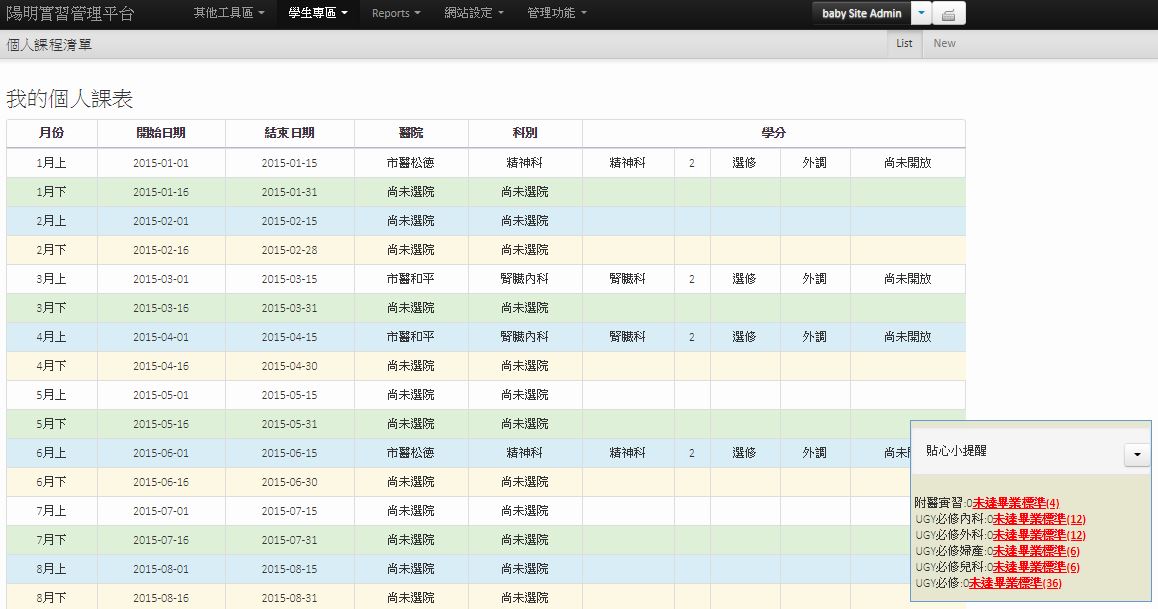 陽明實習管理平台 其他工具區 學生專區 Reports 網站設定 管理功能 baby Site Admin
個人課程清單 List New
我的個人課表
月份 開始日期 結束日期 醫院 科別 學分
1月上 2015-01-01 2015-01-15 市醫松德 精神科 精神科 2 選修 外調 尚未開放
1月下 2015-01-16 2015-01-31 尚未選院 尚未選院
2月上 2015-02-01 2015-02-15 尚未選院 尚未選院
2月下 2015-02-16 2015-02-28 尚未選院 尚未選院
3月上 2015-03-01 2015-03-15 市醫和平 腎臟內科 腎臟科 2 選修 外調 尚未開放
3月下 2015-03-16 2015-03-31 尚未選院 尚未選院
4月上 2015-04-01 2015-04-15 市醫和平 腎臟內科 腎臟科 2 選修 外調 尚未開放
4月下 2015-04-16 2015-04-30 尚未選院 尚未選院
5月上 2015-05-01 2015-05-15 尚未選院 尚未選院
5月下 2015-05-16 2015-05-31 尚未選院 尚未選院
6月上 2015-06-01 2015-06-15 市醫松德 精神科 精神科 2 選修 外調 尚未
6月下 2015-06-16 2015-06-30 尚未選院 尚未選院
7月上 2015-07-01 2015-07-15 尚未選院 尚未選院
7月下 2015-07-16 2015-07-31 尚未選院 尚未選院
8月上 2015-08-01 2015-08-15 尚未選院 尚未選院
8月下 2015-08-16 2015-08-31 尚未選院 尚未選院
貼心小提醒
附醫實習:0未達畢業標準(4)
UGY必修內科:0未達畢業標準(12)
UGY必修外科:0未達畢業標準(12)
UGY必修婦產:0未達畢業標準(6)
UGY必修兒科:0未達畢業標準(6)
UGY必修:0未達畢業標準(36)